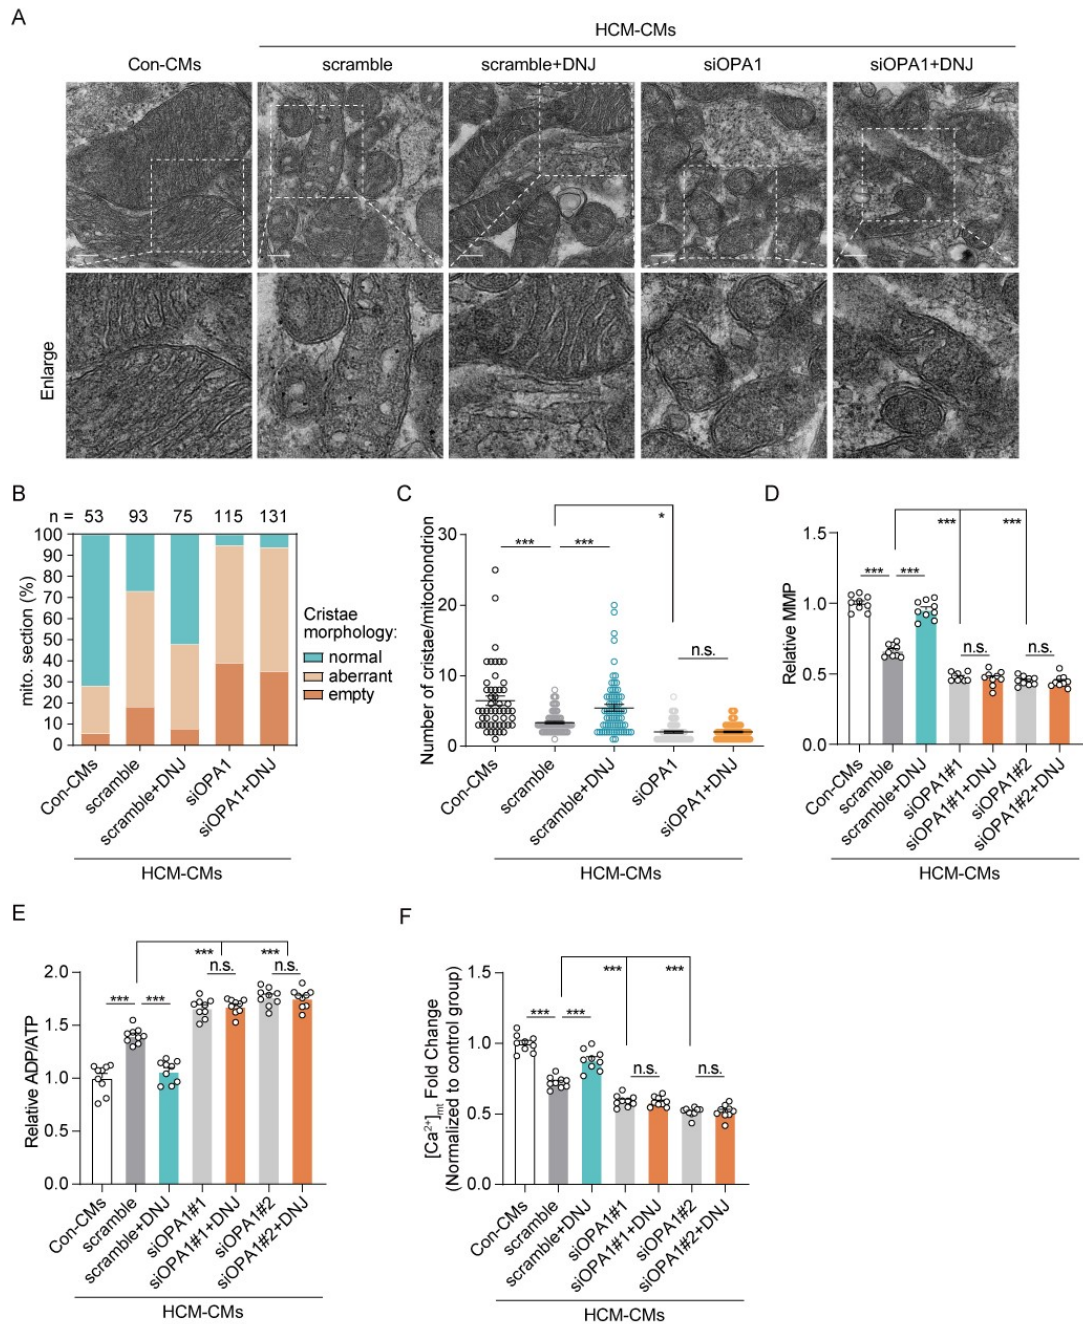 A
HCM-CMs
Con-CMs scramble scramble+DNJ siOPA1 siOPA1+DNJ
Enlarge
B
n = 53 93 75 115 131
mito. section (%)
100
90
80
70
60
50
40
30
20
10
0
Cristae
morphology:
normal
aberrant
empty
Con-CMs
scramble
scramble+DNJ
siOPA1
siOPA1+DNJ
HCM-CMs
C
Number of cristae/mitochondrion
30
20
10
0
*
*** ***
n.s.
Con-CMs
scramble
scramble+DNJ
siOPA1
siOPA1+DNJ
HCM-CMs
D
Relative MMP
1.5
1.0
0.5
0.0
*** ***
*** ***
n.s. n.s.
Con-CMs
scramble
scramble+DNJ
siOPA1#1
siOPA1#1+DNJ
siOPA1#2
siOPA1#2+DNJ
HCM-CMs
E
Relative ADP/ATP
2.0
1.5
1.0
0.5
0.0
*** ***
n.s. n.s.
*** ***
Con-CMs
scramble
scramble+DNJ
siOPA1#1
siOPA1#1+DNJ
siOPA1#2
siOPA1#2+DNJ
HCM-CMs
F
[Ca²⁺]mt Fold Change
(Normalized to control group)
1.5
1.0
0.5
0.0
*** ***
*** ***
n.s. n.s.
Con-CMs
scramble
scramble+DNJ
siOPA1#1
siOPA1#1+DNJ
siOPA1#2
siOPA1#2+DNJ
HCM-CMs